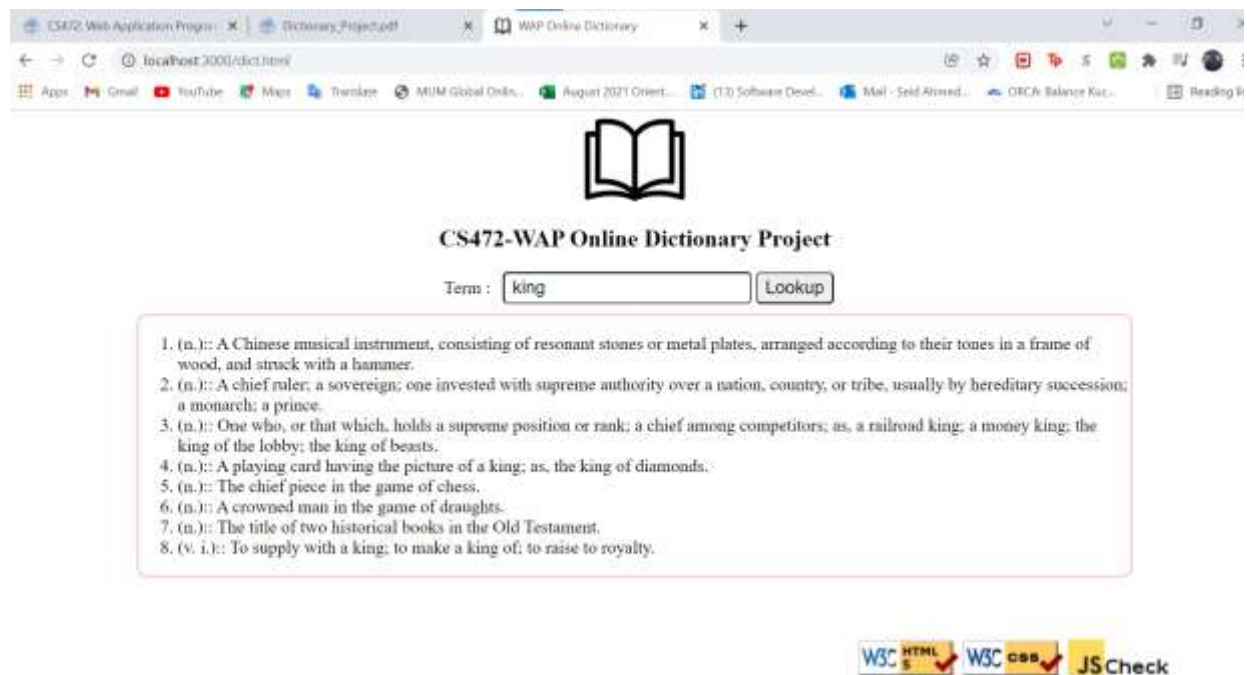 CS472: Web Application Progra
Dictionary_Project.pdf
WAP Online Dictionary
localhost:3000/dict.html
Apps
Gmail
YouTube
Maps
Translate
MUM Global Onlin...
August 2021 Orient...
(13) Software Devel...
Mail - Seid Ahmed...
Reading
CS472-WAP Online Dictionary Project
Term : king Lookup
1. (n.):: A Chinese musical instrument, consisting of resonant stones or metal plates, arranged according to their tones in a frame of
wood, and struck with a hammer.
2. (n.):: A chief ruler; a sovereign; one invested with supreme authority over a nation, country, or tribe, usually by hereditary succession;
a monarch; a prince.
3. (n.):: One who, or that which, holds a supreme position or rank; a chief among competitors; as, a railroad king; a money king; the
king of the lobby; the king of beasts.
4. (n.):: A playing card having the picture of a king; as, the king of diamonds.
5. (n.):: The chief piece in the game of chess.
6. (n.):: A crowned man in the game of draughts.
7. (n.):: The title of two historical books in the Old Testament.
8. (v. i.):: To supply with a king; to make a king of; to raise to royalty.
W3C HTML 5
W3C css
JS Check